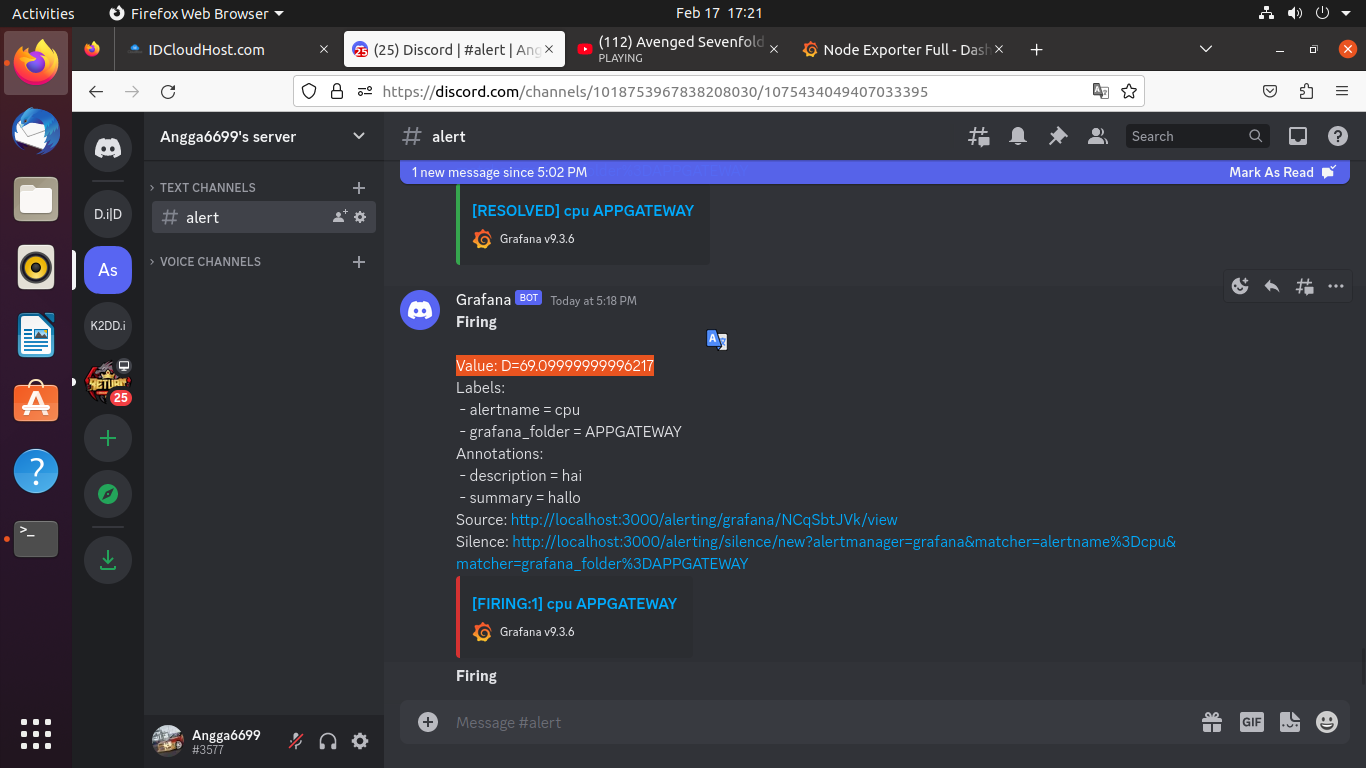 Activities
Firefox Web Browser
Feb 17 17:21
IDCloudHost.com
(25) Discord | #alert | Ang
(112) Avenged Sevenfold
PLAYING
Node Exporter Full - Dash
https://discord.com/channels/1018753967838208030/1075434049407033395
Angga6699's server
alert
Search
1 new message since 5:02 PM
Mark As Read
TEXT CHANNELS
alert
VOICE CHANNELS
D.i|D
As
K2DD.i
RETURN
25
[RESOLVED] cpu APPGATEWAY
Grafana v9.3.6
Grafana BOT Today at 5:18 PM
Firing
Value: D=69.09999999996217
Labels:
- alertname = cpu
- grafana_folder = APPGATEWAY
Annotations:
- description = hai
- summary = hallo
Source: http://localhost:3000/alerting/grafana/NCqSbtJVk/view
Silence: http://localhost:3000/alerting/silence/new?alertmanager=grafana&matcher=alertname%3Dcpu&
matcher=grafana_folder%3DAPPGATEWAY
[FIRING:1] cpu APPGATEWAY
Grafana v9.3.6
Firing
Message #alert
GIF
Angga6699
#3577